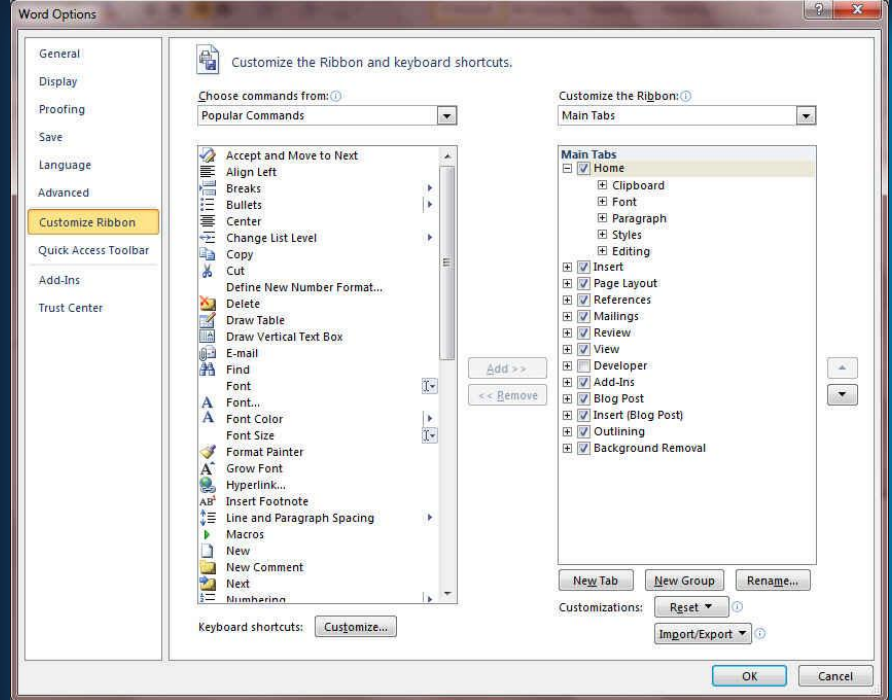 Word Options
General
Display
Proofing
Save
Language
Advanced
Customize Ribbon
Quick Access Toolbar
Add-Ins
Trust Center
Customize the Ribbon and keyboard shortcuts.
Choose commands from:
Popular Commands
Accept and Move to Next
Align Left
Breaks
Bullets
Center
Change List Level
Copy
Cut
Define New Number Format...
Delete
Draw Table
Draw Vertical Text Box
E-mail
Find
Font
Font...
Font Color
Font Size
Format Painter
Grow Font
Hyperlink...
Insert Footnote
Line and Paragraph Spacing
Macros
New
New Comment
Next
Numbering
Keyboard shortcuts: Customize...
Add >>
<< Remove
Customize the Ribbon:
Main Tabs
Main Tabs
Home
Clipboard
Font
Paragraph
Styles
Editing
Insert
Page Layout
References
Mailings
Review
View
Developer
Add-Ins
Blog Post
Insert (Blog Post)
Outlining
Background Removal
New Tab New Group Rename...
Customizations: Reset
Import/Export
OK Cancel